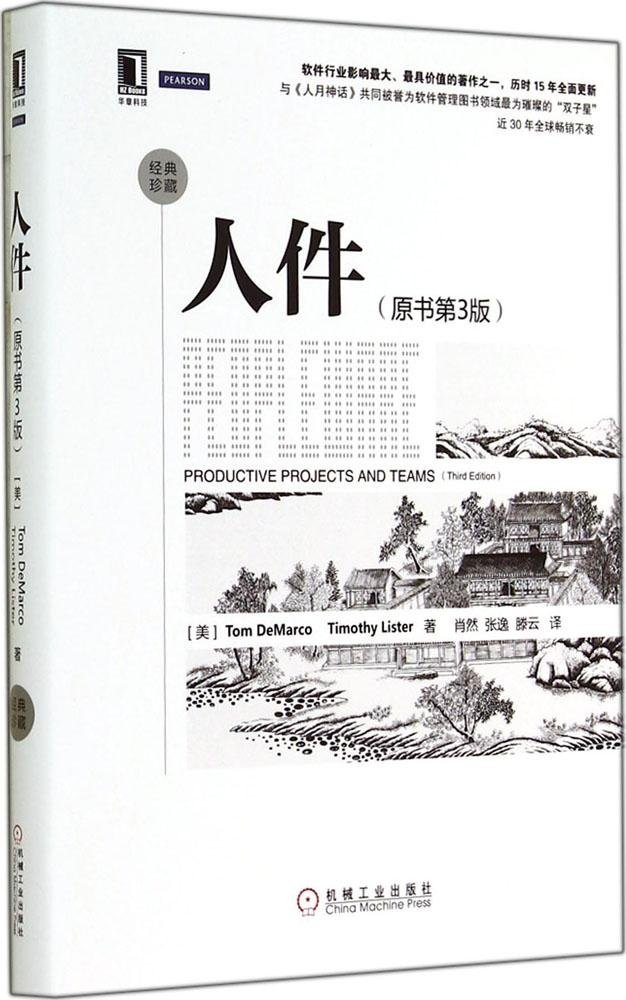 华章科技
HZ Books
PEARSON
软件行业影响最大、最具价值的著作之一，历时15年全面更新
与《人月神话》共同被誉为软件管理图书领域最为璀璨的“双子星”
近30年全球畅销不衰
经典
珍藏
人件
（原书第3版）
PEOPLEWARE
PRODUCTIVE PROJECTS AND TEAMS (Third Edition)
[美] Tom DeMarco Timothy Lister 著 肖然 张逸 滕云 译
机械工业出版社
China Machine Press
人件
（原书第3版）
[美]
Tom DeMarco
Timothy Lister
著
经典
珍藏
机械工业出版社